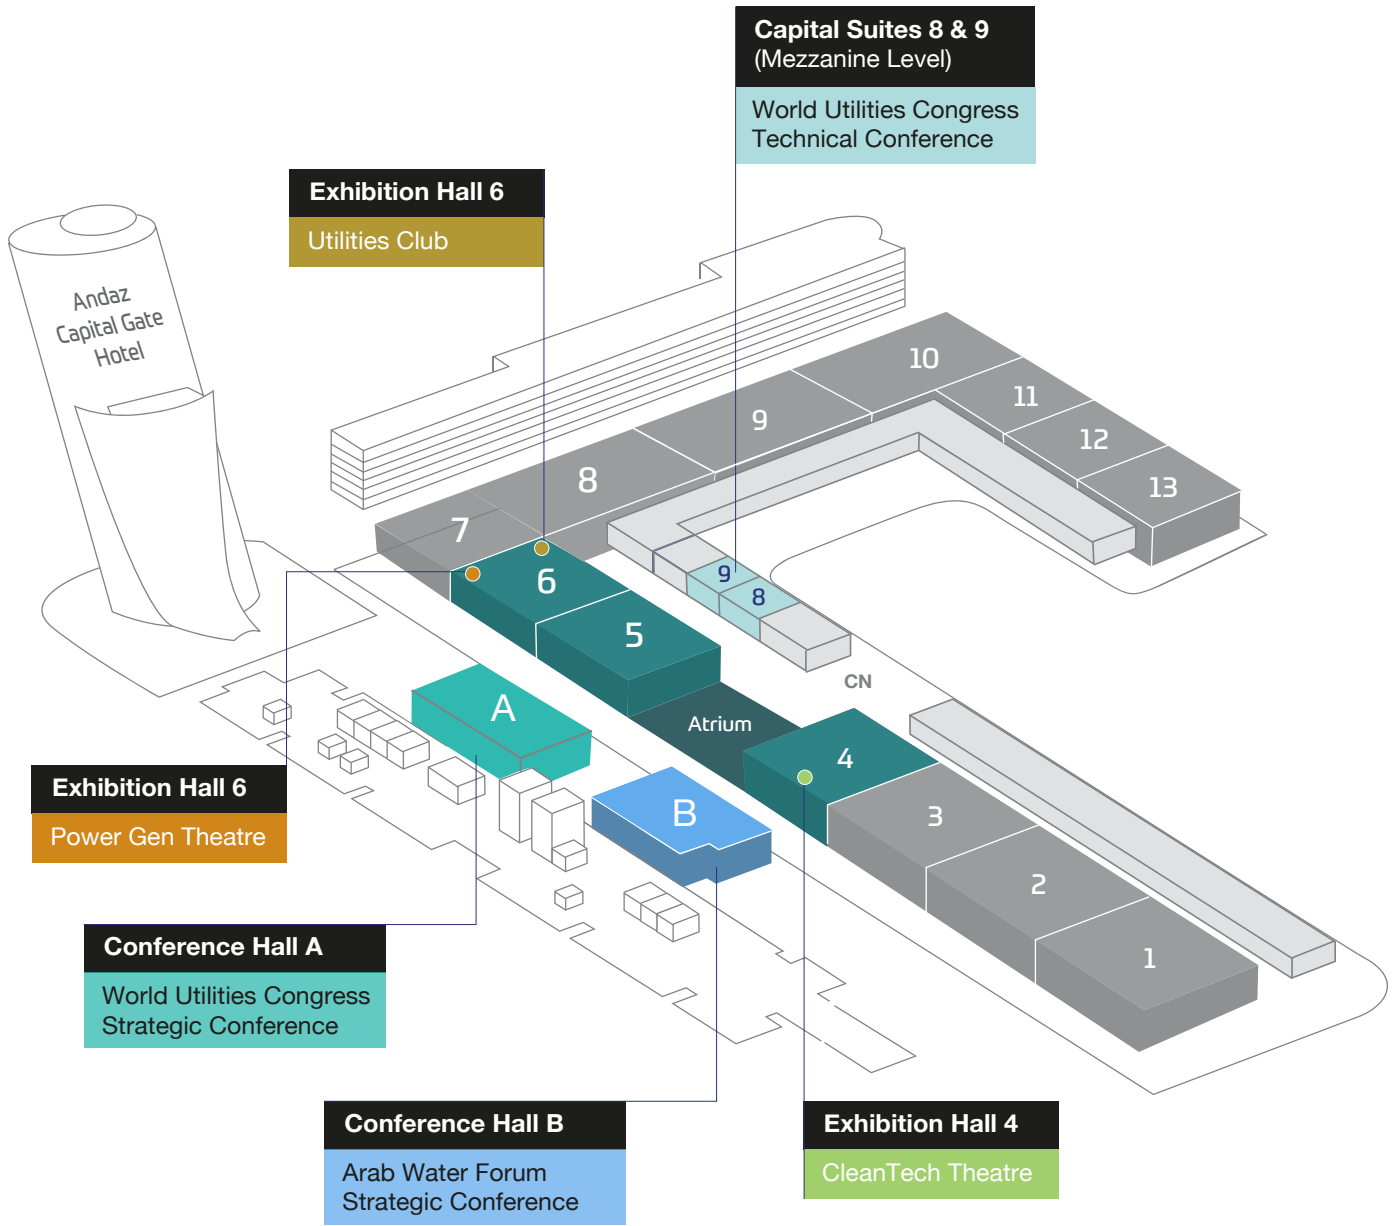 Capital Suites 8 & 9
(Mezzanine Level)
World Utilities Congress
Technical Conference
Exhibition Hall 6
Utilities Club
Andaz
Capital Gate
Hotel
10
11
12
13
9
8
7
6
5
9
8
CN
A
Atrium
4
B
3
2
1
Exhibition Hall 6
Power Gen Theatre
Conference Hall A
World Utilities Congress
Strategic Conference
Conference Hall B
Arab Water Forum
Strategic Conference
Exhibition Hall 4
CleanTech Theatre